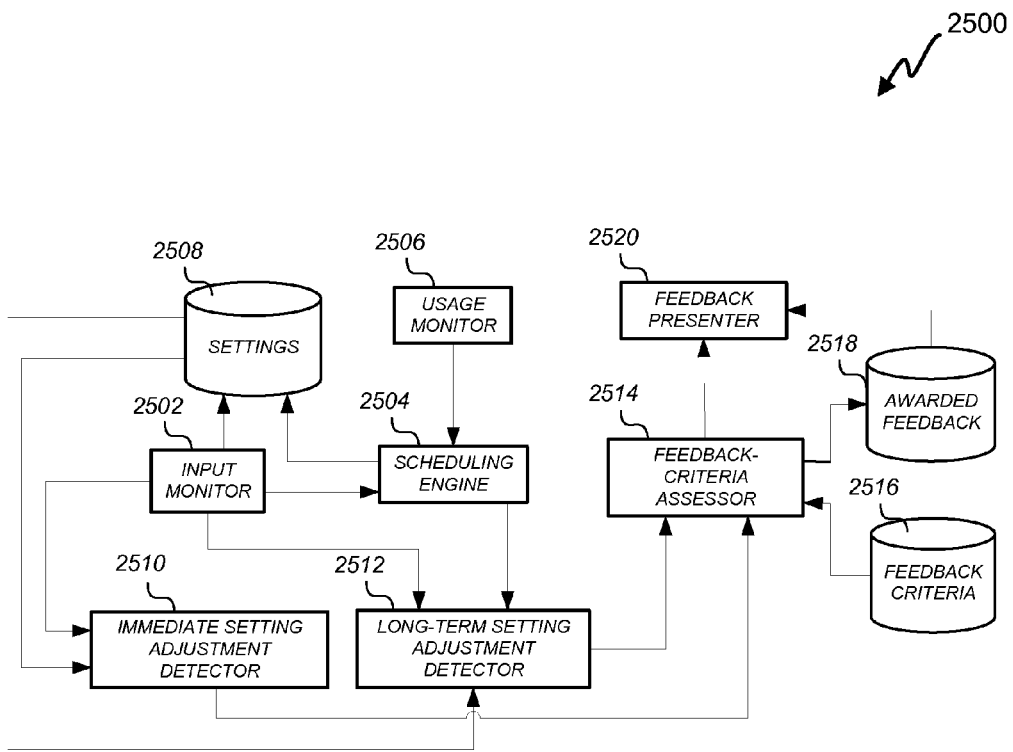 2500
2508
SETTINGS
2506
USAGE
MONITOR
2520
FEEDBACK
PRESENTER
2518
AWARDED
FEEDBACK
2502
INPUT
MONITOR
2504
SCHEDULING
ENGINE
2514
FEEDBACK-
CRITERIA
ASSESSOR
2516
FEEDBACK
CRITERIA
2510
IMMEDIATE SETTING
ADJUSTMENT
DETECTOR
2512
LONG-TERM SETTING
ADJUSTMENT
DETECTOR